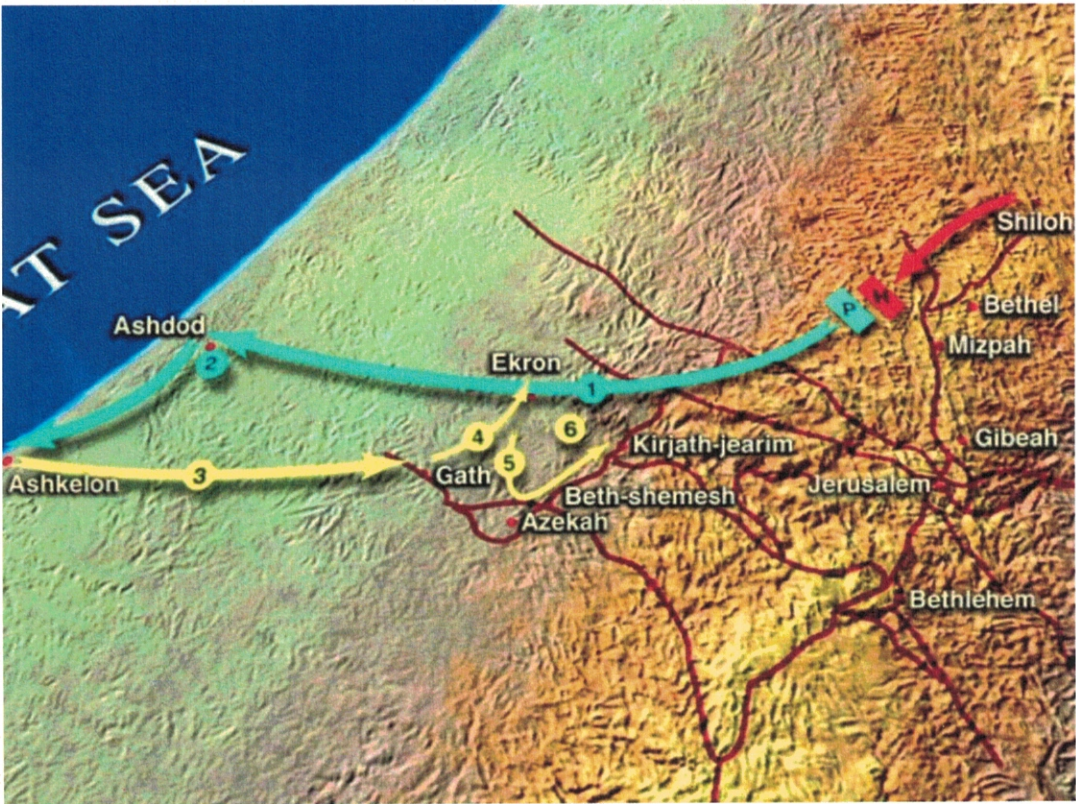 AT SEA
Shiloh
Bethel
P
N
Ashdod
2
Mizpah
Ekron
1
4
6
Kirjath-jearim
Gibeah
3
5
Gath
Ashkelon
Beth-shemesh
Jerusalem
Azekah
Bethlehem